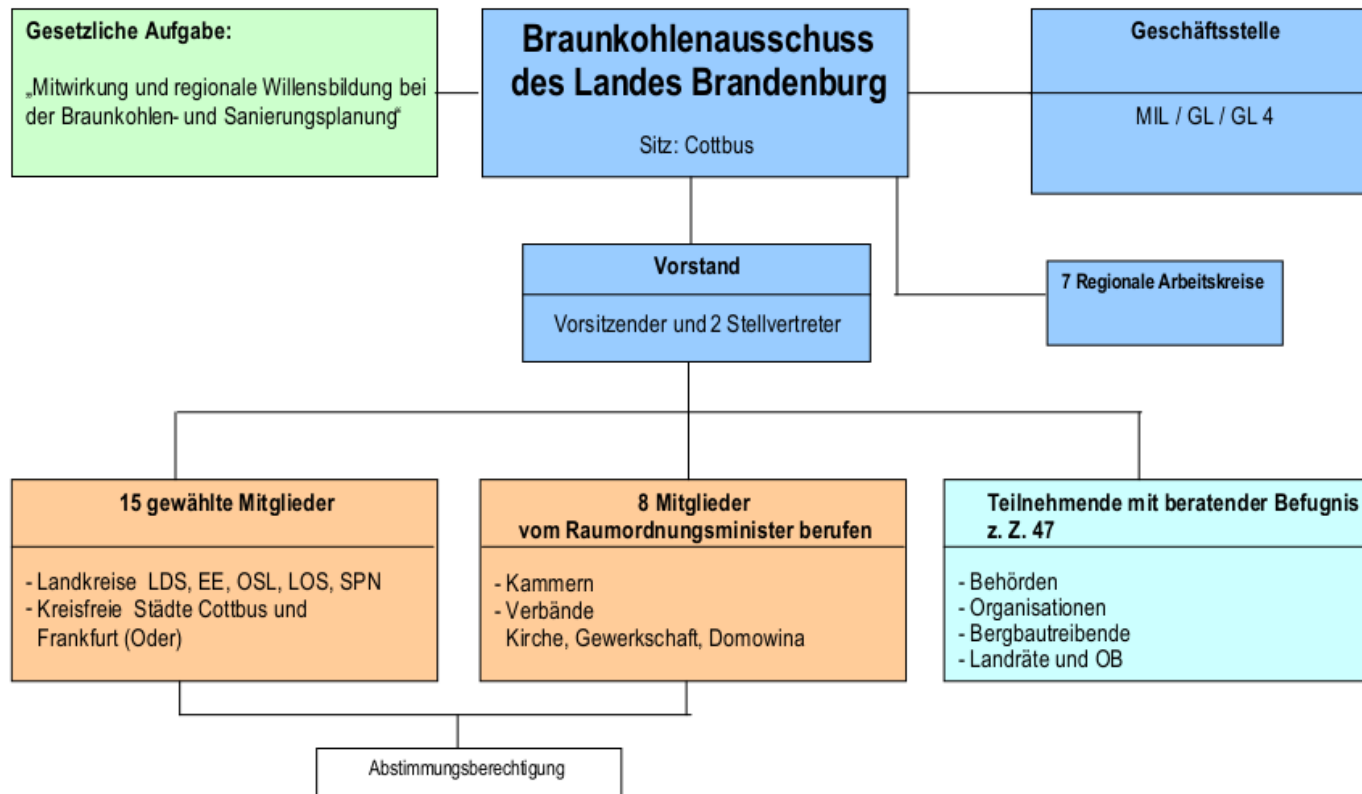 Gesetzliche Aufgabe:
„Mitwirkung und regionale Willensbildung bei
der Braunkohlen- und Sanierungsplanung“
Braunkohlenausschuss
des Landes Brandenburg
Sitz: Cottbus
Geschäftsstelle
MIL / GL / GL 4
Vorstand
Vorsitzender und 2 Stellvertreter
7 Regionale Arbeitskreise
15 gewählte Mitglieder
- Landkreise LDS, EE, OSL, LOS, SPN
- Kreisfreie Städte Cottbus und
Frankfurt (Oder)
8 Mitglieder
vom Raumordnungsminister berufen
- Kammern
- Verbände
Kirche, Gewerkschaft, Domowina
Teilnehmende mit beratender Befugnis
z. Z. 47
- Behörden
- Organisationen
- Bergbautreibende
- Landräte und OB
Abstimmungsberechtigung